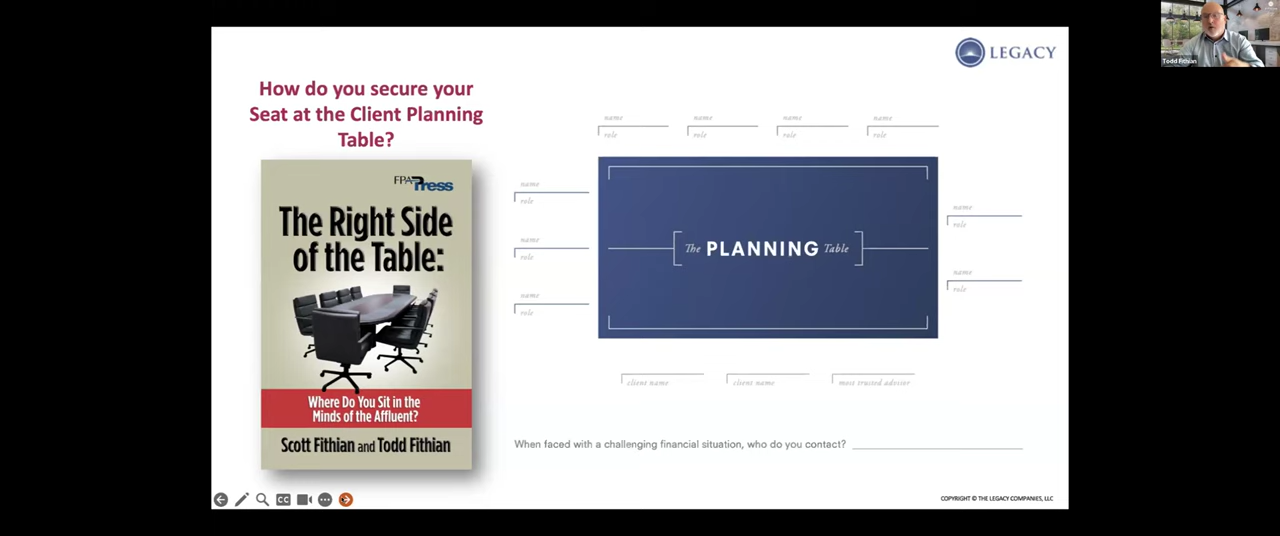 Todd Fithian
LEGACY
How do you secure your
Seat at the Client Planning
Table?
FPA Press
The Right Side
of the Table:
Where Do You Sit in the
Minds of the Affluent?
Scott Fithian and Todd Fithian
name name name name
role role role role
name
role
name
role
name
role
The PLANNING Table
name
role
name
role
client name client name most trusted advisor
When faced with a challenging financial situation, who do you contact?
CC
COPYRIGHT © THE LEGACY COMPANIES, LLC